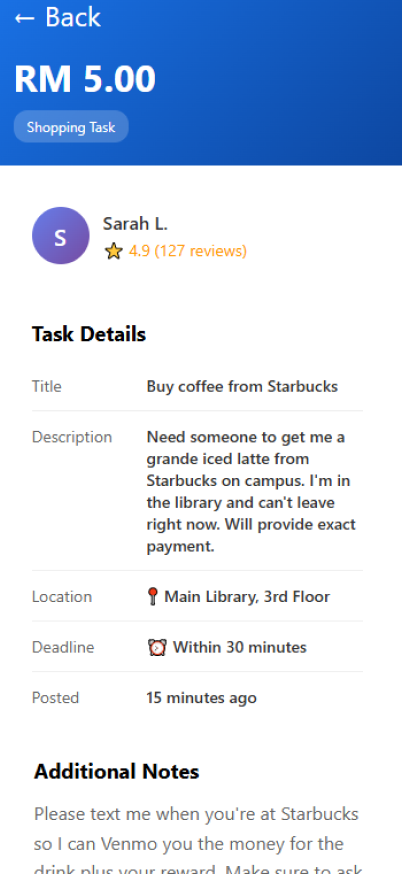 ← Back
RM 5.00
Shopping Task
S
Sarah L.
⭐ 4.9 (127 reviews)
Task Details
Title Buy coffee from Starbucks
Description Need someone to get me a
grande iced latte from
Starbucks on campus. I'm in
the library and can't leave
right now. Will provide exact
payment.
Location 📍 Main Library, 3rd Floor
Deadline ⏰ Within 30 minutes
Posted 15 minutes ago
Additional Notes
Please text me when you're at Starbucks
so I can Venmo you the money for the
drink plus your reward. Make sure to ask